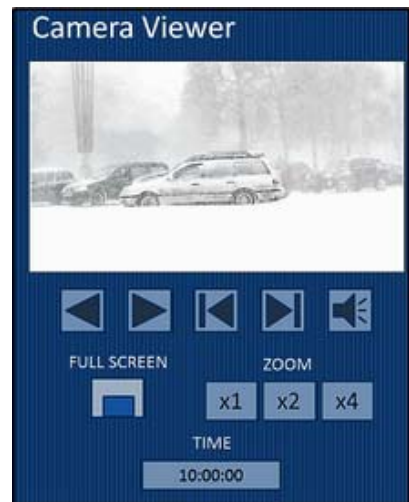 Camera Viewer
FULL SCREEN
ZOOM
x1
x2
x4
TIME
10:00:00